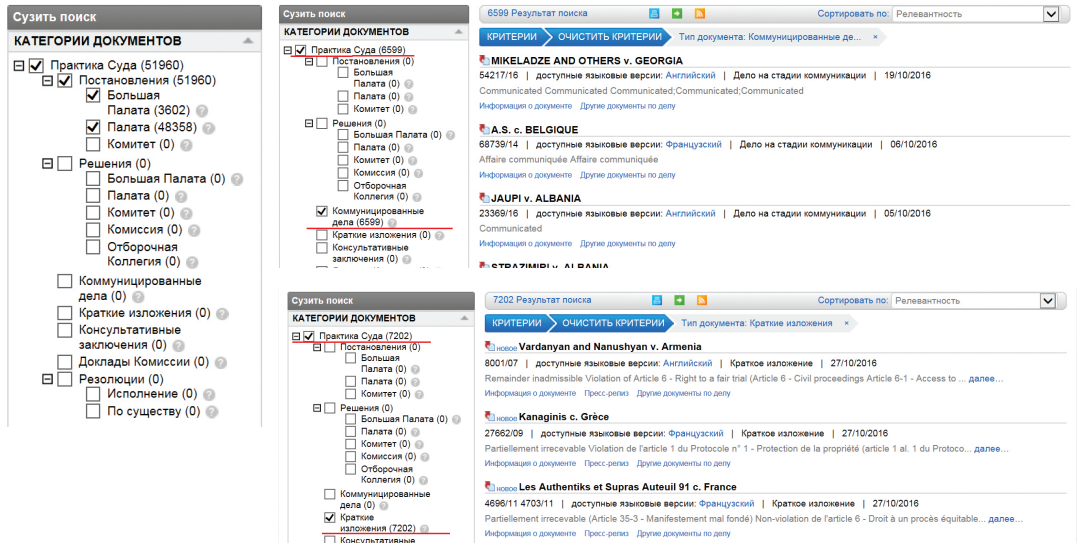 Сузить поиск
КАТЕГОРИИ ДОКУМЕНТОВ
Практика Суда (51960)
Постановления (51960)
Большая
Палата (3602) ?
Палата (48358) ?
Комитет (0) ?
Решения (0)
Большая Палата (0) ?
Палата (0) ?
Комитет (0) ?
Комиссия (0) ?
Отборочная
Коллегия (0) ?
Коммуницированные
дела (0) ?
Краткие изложения (0) ?
Консультативные
заключения (0) ?
Доклады Комиссии (0) ?
Резолюции (0)
Исполнение (0) ?
По существу (0) ?
Сузить поиск
КАТЕГОРИИ ДОКУМЕНТОВ
Практика Суда (6599)
Постановления (0)
Большая
Палата (0) ?
Палата (0) ?
Комитет (0) ?
Решения (0)
Большая Палата (0) ?
Палата (0) ?
Комитет (0) ?
Комиссия (0) ?
Отборочная
Коллегия (0) ?
Коммуницированные
дела (6599) ?
Краткие изложения (0) ?
Консультативные
заключения (0) ?
6599 Результат поиска Сортировать по: Релевантность
КРИТЕРИИ ОЧИСТИТЬ КРИТЕРИИ Тип документа: Коммуницированные де... ×
MIKELADZE AND OTHERS v. GEORGIA
54217/16 | доступные языковые версии: Английский | Дело на стадии коммуникации | 19/10/2016
Communicated Communicated Communicated;Communicated;Communicated
Информация о документе Другие документы по делу
A.S. c. BELGIQUE
68739/14 | доступные языковые версии: Французский | Дело на стадии коммуникации | 06/10/2016
Affaire communiquée Affaire communiquée
Информация о документе Другие документы по делу
JAUPI v. ALBANIA
23369/16 | доступные языковые версии: Английский | Дело на стадии коммуникации | 05/10/2016
Communicated
Информация о документе Другие документы по делу
STRAZIMIRI v. ALBANIA
Сузить поиск
КАТЕГОРИИ ДОКУМЕНТОВ
Практика Суда (7202)
Постановления (0)
Большая
Палата (0) ?
Палата (0) ?
Комитет (0) ?
Решения (0)
Большая Палата (0) ?
Палата (0) ?
Комитет (0) ?
Комиссия (0) ?
Отборочная
Коллегия (0) ?
Коммуницированные
дела (0) ?
Краткие
изложения (7202) ?
Консультативные
7202 Результат поиска Сортировать по: Релевантность
КРИТЕРИИ ОЧИСТИТЬ КРИТЕРИИ Тип документа: Краткие изложения ×
новое Vardanyan and Nanushyan v. Armenia
8001/07 | доступные языковые версии: Английский | Краткое изложение | 27/10/2016
Remainder inadmissible Violation of Article 6 - Right to a fair trial (Article 6 - Civil proceedings Article 6-1 - Access to ... далее...
Информация о документе Пресс-релиз Другие документы по делу
новое Kanaginis c. Grèce
27662/09 | доступные языковые версии: Французский | Краткое изложение | 27/10/2016
Partiellement irrecevable Violation de l'article 1 du Protocole n° 1 - Protection de la propriété (article 1 al. 1 du Protoco... далее...
Информация о документе Пресс-релиз Другие документы по делу
новое Les Authentiks et Supras Auteuil 91 c. France
4696/11 4703/11 | доступные языковые версии: Французский | Краткое изложение | 27/10/2016
Partiellement irrecevable (Article 35-3 - Manifestement mal fondé) Non-violation de l'article 6 - Droit à un procès équitable... далее...
Информация о документе Пресс-релиз Другие документы по делу